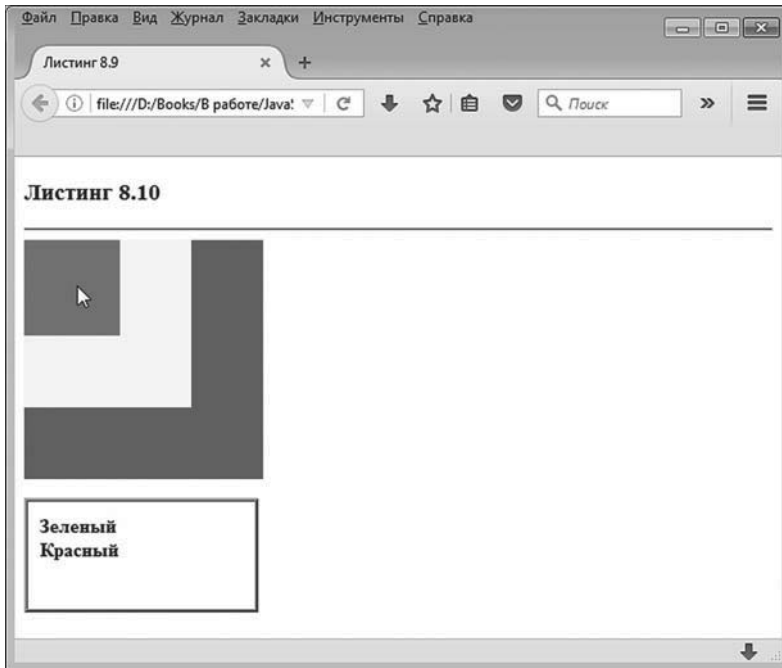 Файл Правка Вид Журнал Закладки Инструменты Справка
Листинг 8.9
file:///D:/Books/В работе/Java!
Поиск
Листинг 8.10
Зеленый
Красный